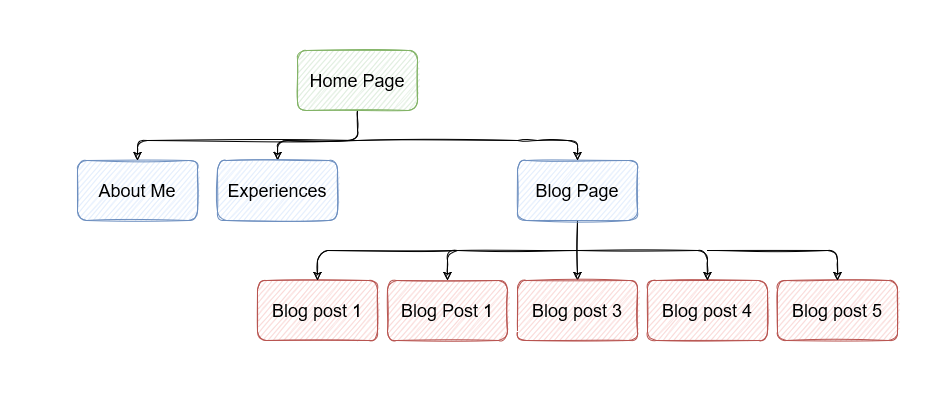 Home Page
About Me
Experiences
Blog Page
Blog post 1
Blog Post 1
Blog post 3
Blog post 4
Blog post 5